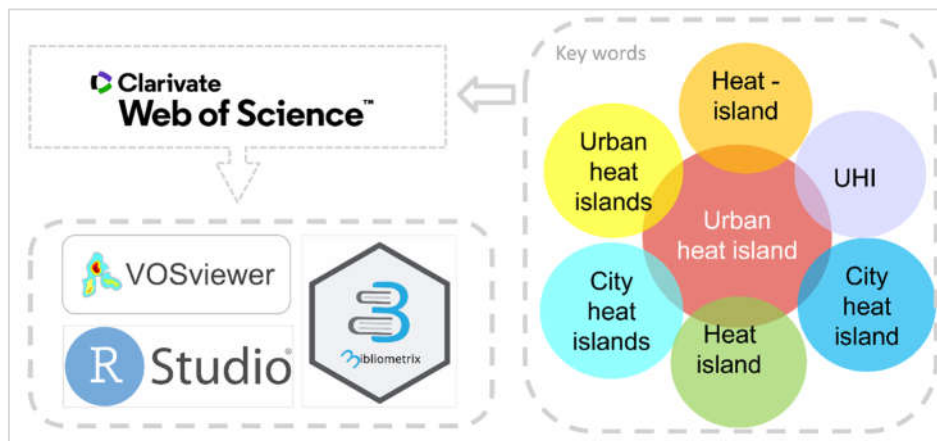 Clarivate
Web of Science™
VOSviewer
R Studio®
Bibliometrix
Key words
Heat -
island
Urban
heat
islands
UHI
Urban
heat island
City
heat
islands
City
heat
island
Heat
island